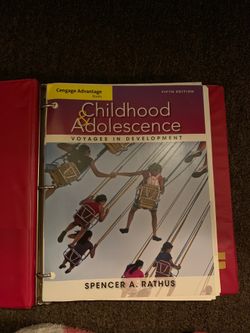 Cengage Advantage
Books
FIFTH EDITION
Childhood
& Adolescence
VOYAGES IN DEVELOPMENT
SPENCER A. RATHUS